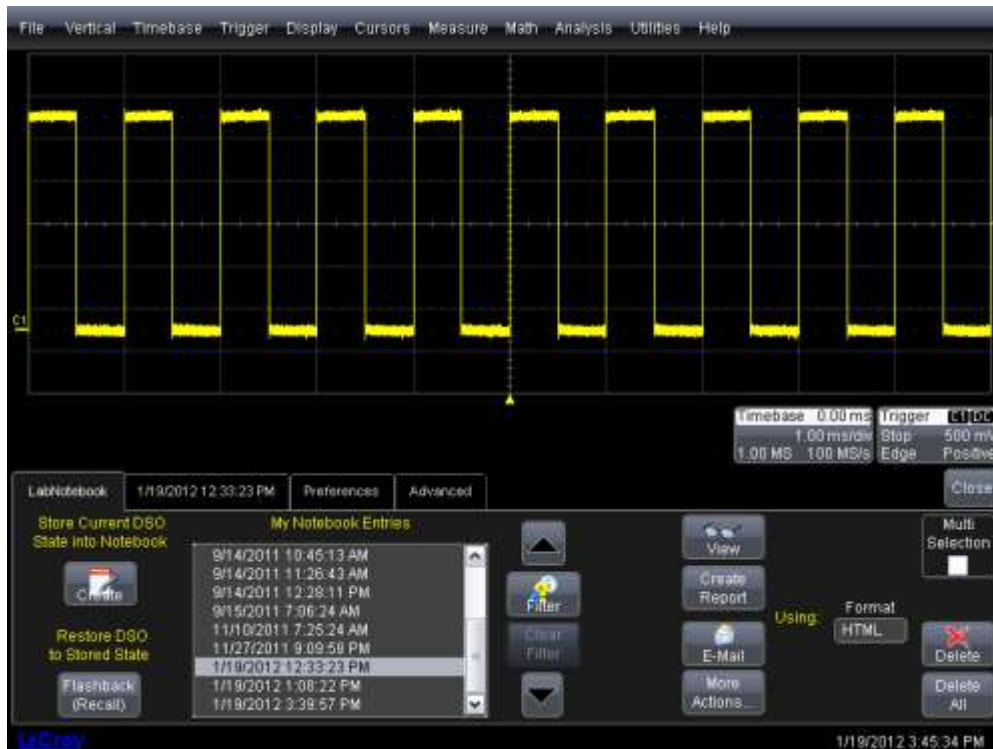 File Vertical Timebase Trigger Display Cursors Measure Math Analysis Utilities Help
C1
Timebase 0.00 ms
1.00 ms/div
1.00 MS 100 MS/s
Trigger C1 DC
Stop 500 mV
Edge Positive
LabNotebook 1/19/2012 12:33:23 PM Preferences Advanced Close
Store Current DSO
State into Notebook
Create
Restore DSO
to Stored State
Flashback
(Recall)
My Notebook Entries
9/14/2011 10:45:13 AM
9/14/2011 11:26:43 AM
9/14/2011 12:28:11 PM
9/15/2011 7:06:24 AM
11/10/2011 7:25:24 AM
11/27/2011 9:09:58 PM
1/19/2012 12:33:23 PM
1/19/2012 1:08:22 PM
1/19/2012 3:39:57 PM
Filter
Clear
Filter
View
Create
Report
E-Mail
More
Actions...
Using:
Format
HTML
Multi
Selection
Delete
Delete
All
LeCroy
1/19/2012 3:45:34 PM